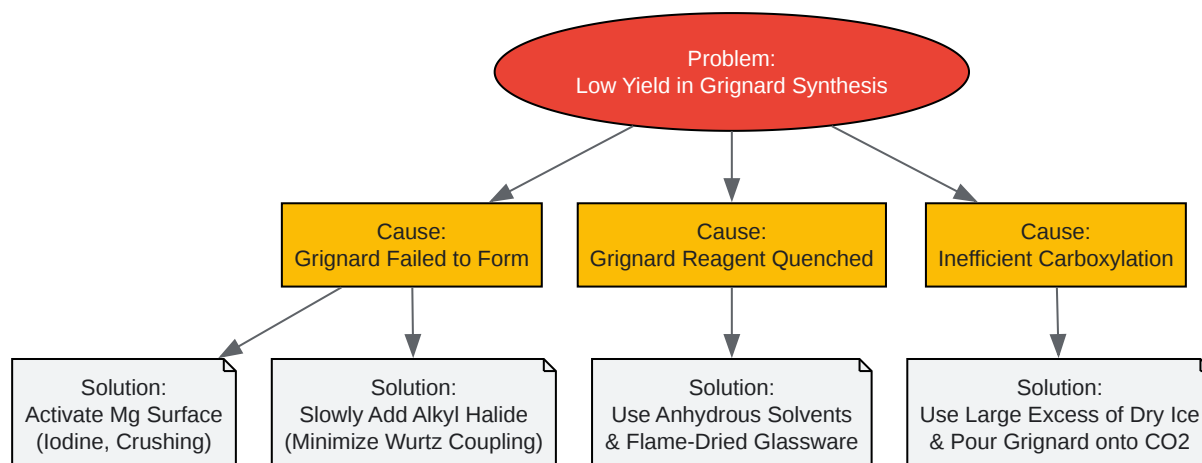 Problem:
Low Yield in Grignard Synthesis
Cause:
Grignard Failed to Form
Cause:
Grignard Reagent Quenched
Cause:
Inefficient Carboxylation
Solution:
Activate Mg Surface
(Iodine, Crushing)
Solution:
Slowly Add Alkyl Halide
(Minimize Wurtz Coupling)
Solution:
Use Anhydrous Solvents
& Flame-Dried Glassware
Solution:
Use Large Excess of Dry Ice
& Pour Grignard onto CO2